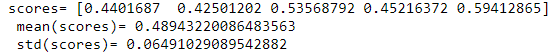 scores= [0.4401687  0.42501202 0.53568792 0.45216372 0.59412865]
mean(scores)= 0.48943220086483563
std(scores)= 0.06491029089542882